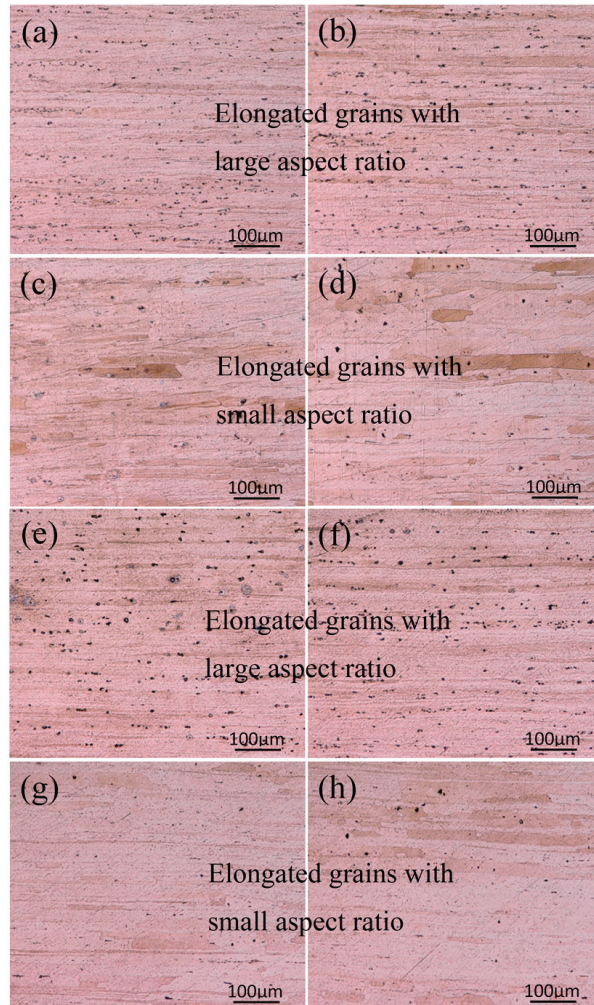 (a)
(b)
Elongated grains with
large aspect ratio
100μm
100μm
(c)
(d)
Elongated grains with
small aspect ratio
100μm
100μm
(e)
(f)
Elongated grains with
large aspect ratio
100μm
100μm
(g)
(h)
Elongated grains with
small aspect ratio
100μm
100μm